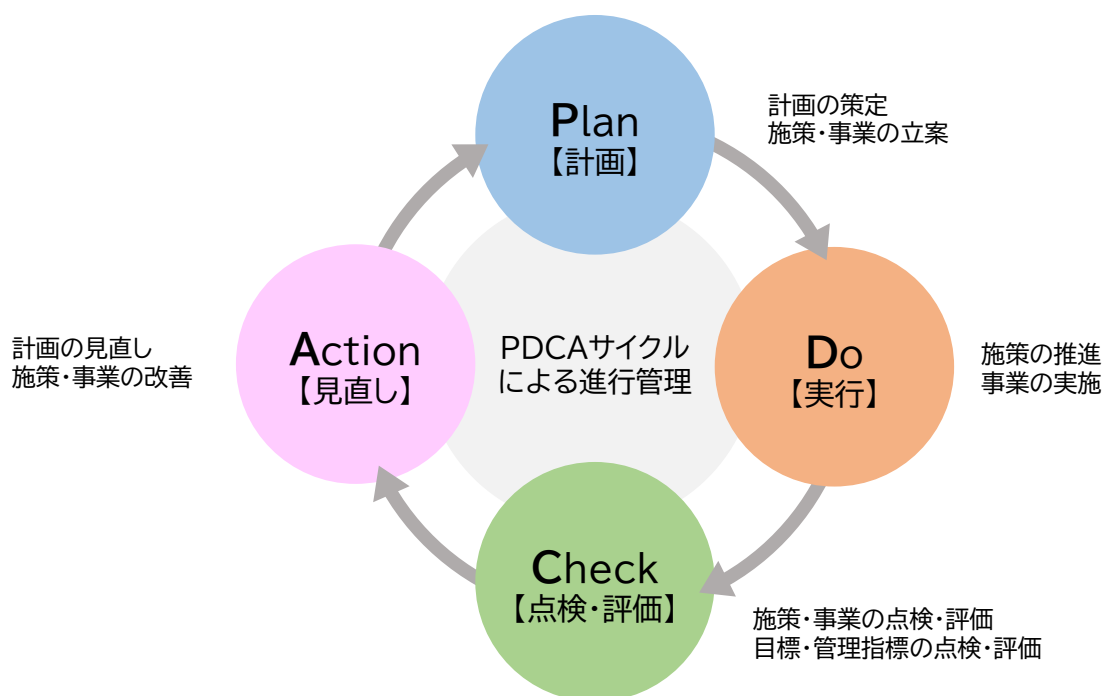 Plan
【計画】
計画の策定
施策・事業の立案
Do
【実行】
施策の推進
事業の実施
Check
【点検・評価】
施策・事業の点検・評価
目標・管理指標の点検・評価
Action
【見直し】
計画の見直し
施策・事業の改善
PDCAサイクル
による進行管理